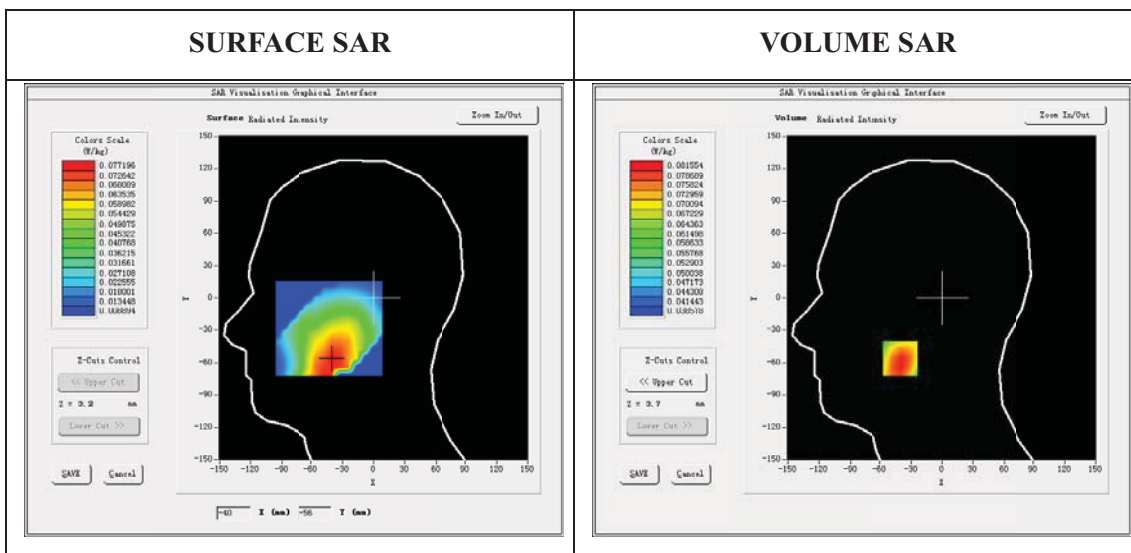 SURFACE SAR
VOLUME SAR
SAR Visualisation Graphical Interface
Surface Radiated Intensity
Zoom In/Out
Colors Scale
(W/kg)
0.077196
0.072642
0.068089
0.063535
0.058982
0.054429
0.049875
0.045322
0.040768
0.036215
0.031661
0.027108
0.022555
0.018001
0.013448
0.008894
150
120
90
60
30
0
-30
-60
-90
-120
-150
Y
-150 -120 -90 -60 -30 0 30 60 90 120 150
X
Z-Cuts Control
<< Upper Cut
Z = 3.2 mm
Lower Cut >>
SAVE Cancel
-40 X (mm) -56 Y (mm)
SAR Visualisation Graphical Interface
Volume Radiated Intensity
Zoom In/Out
Colors Scale
(W/kg)
0.081554
0.078689
0.075824
0.072959
0.070094
0.067229
0.064363
0.061498
0.058633
0.055768
0.052903
0.050038
0.047173
0.044308
0.041443
0.038578
150
120
90
60
30
0
-30
-60
-90
-120
-150
Y
-150 -120 -90 -60 -30 0 30 60 90 120 150
X
Z-Cuts Control
<< Upper Cut
Z = 3.7 mm
Lower Cut >>
SAVE Cancel